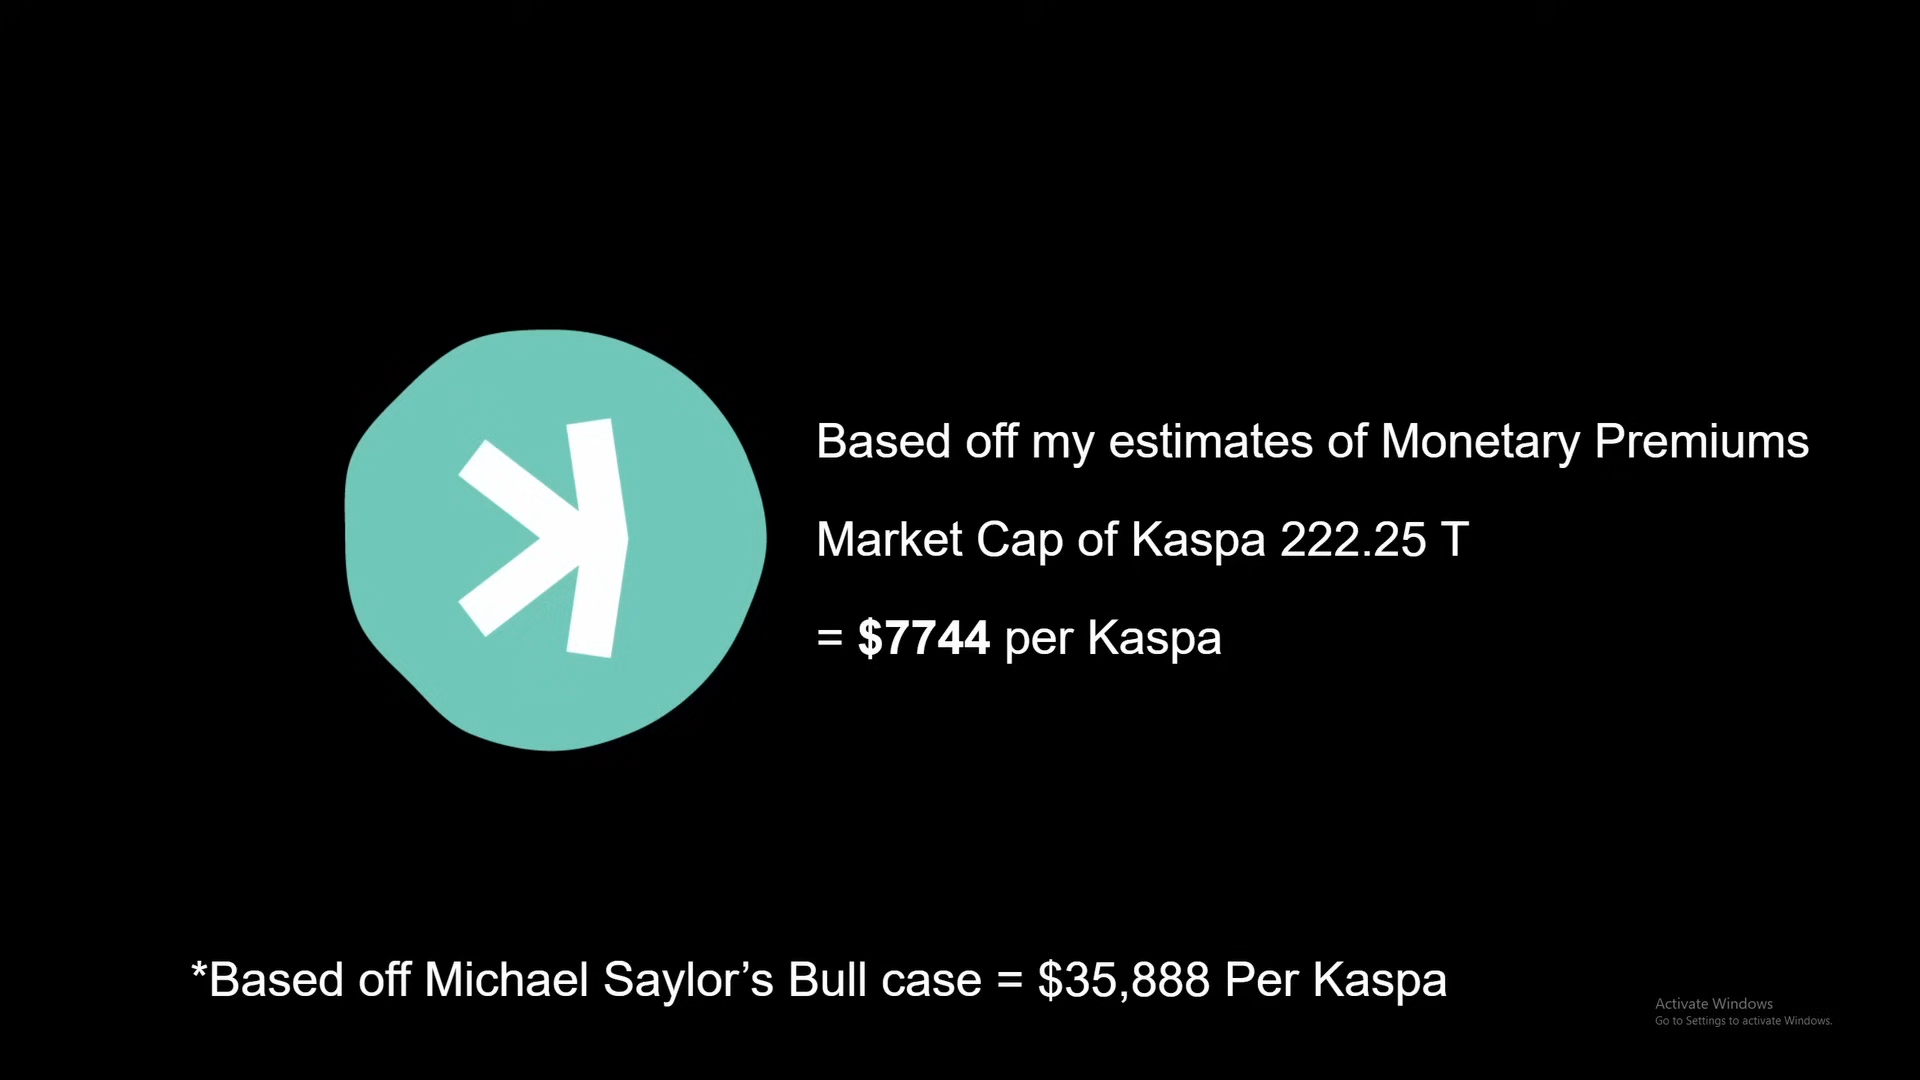 Based off my estimates of Monetary Premiums
Market Cap of Kaspa 222.25 T
= $7744 per Kaspa
*Based off Michael Saylor’s Bull case = $35,888 Per Kaspa
Activate Windows
Go to Settings to activate Windows.